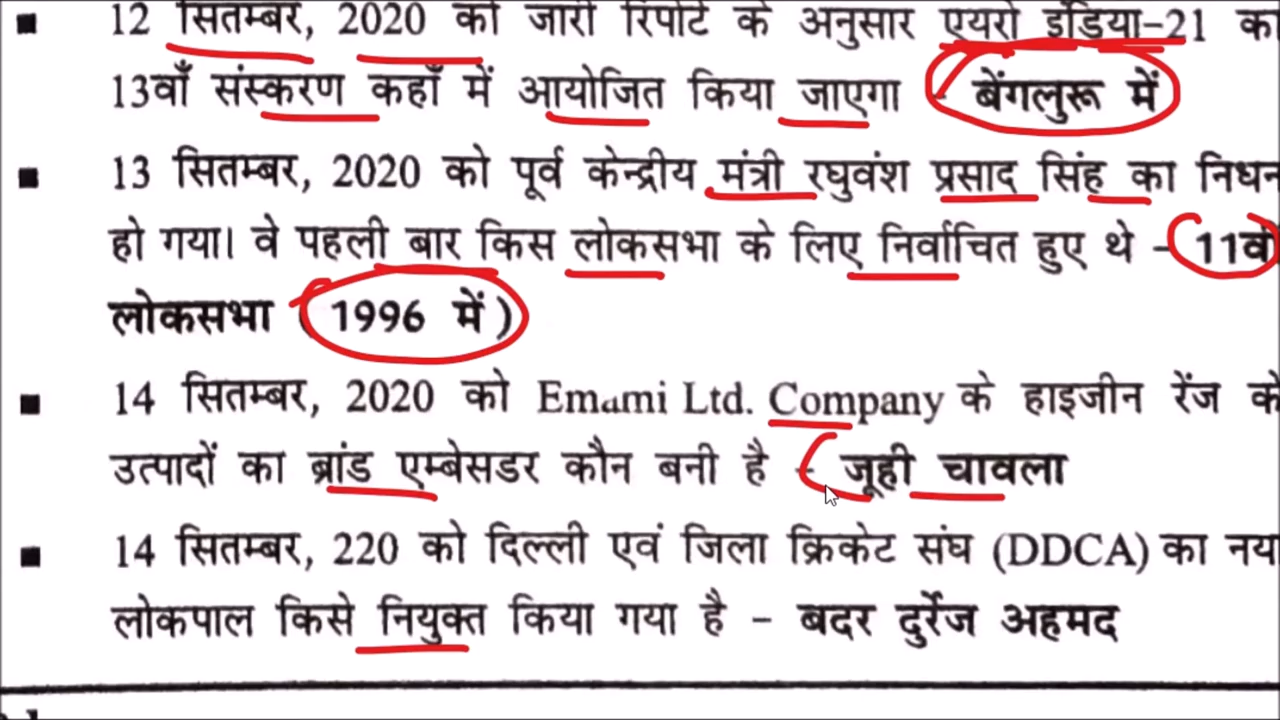 ▪ 12 सितम्बर, 2020 को जारी रिपोर्ट के अनुसार एयरो इंडिया-21 का
13वाँ संस्करण कहाँ में आयोजित किया जाएगा - बेंगलुरू में
▪ 13 सितम्बर, 2020 को पूर्व केन्द्रीय मंत्री रघुवंश प्रसाद सिंह का निधन
हो गया। वे पहली बार किस लोकसभा के लिए निर्वाचित हुए थे - 11वीं
लोकसभा ( 1996 में )
▪ 14 सितम्बर, 2020 को Emami Ltd. Company के हाइजीन रेंज के
उत्पादों का ब्रांड एम्बेसडर कौन बनी है - जूही चावला
▪ 14 सितम्बर, 220 को दिल्ली एवं जिला क्रिकेट संघ (DDCA) का नया
लोकपाल किसे नियुक्त किया गया है - बदर दुर्रेज अहमद